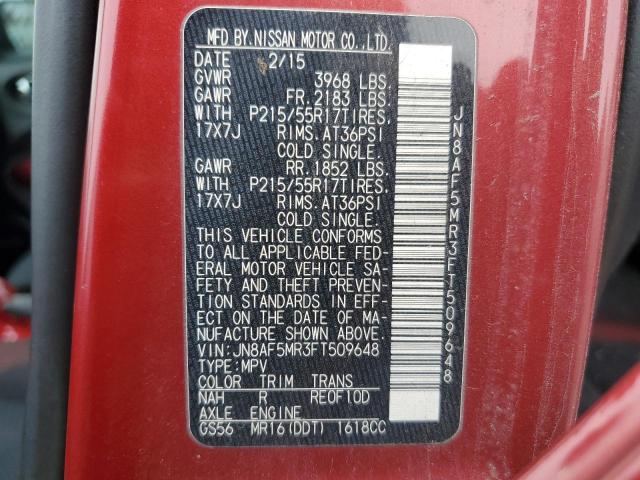 MFD BY.NISSAN MOTOR CO.,LTD.
DATE 2/15
GVWR 3968 LBS.
GAWR FR.2183 LBS.
WITH P215/55R17TIRES,
17X7J RIMS.AT36PSI
COLD SINGLE.
GAWR RR.1852 LBS.
WITH P215/55R17TIRES,
17X7J RIMS.AT36PSI
COLD SINGLE.
THIS VEHICLE CONFORMS
TO ALL APPLICABLE FED-
ERAL MOTOR VEHICLE SA-
FETY AND THEFT PREVEN-
TION STANDARDS IN EFF-
ECT ON THE DATE OF MA-
NUFACTURE SHOWN ABOVE.
VIN:JN8AF5MR3FT509648
TYPE:MPV
COLOR TRIM TRANS
NAH R RE0F10D
AXLE ENGINE
GS56 MR16(DDT) 1618CC
JN8AF5MR3FT509648